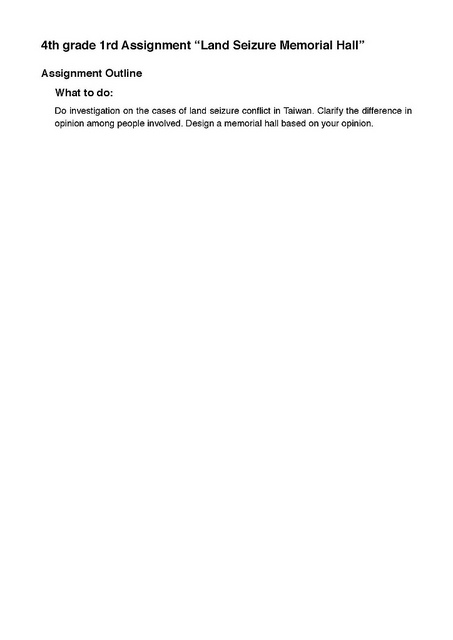 4th grade 1rd Assignment “Land Seizure Memorial Hall”
Assignment Outline
What to do:
Do investigation on the cases of land seizure conflict in Taiwan. Clarify the difference in
opinion among people involved. Design a memorial hall based on your opinion.